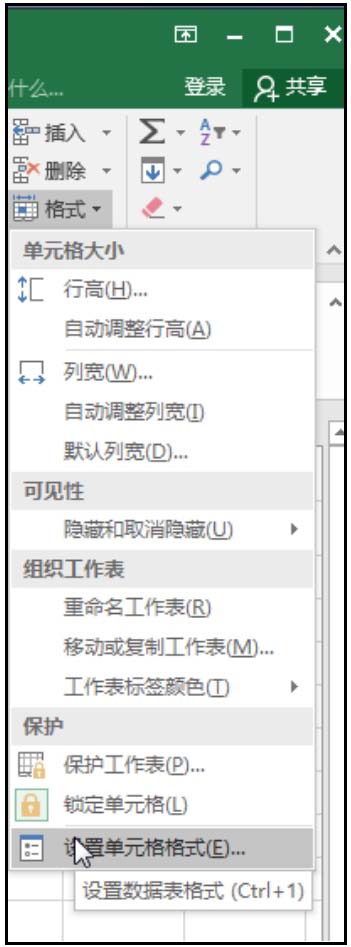 什么...
登录 共享
插入
删除
格式
单元格大小
行高(H)...
自动调整行高(A)
列宽(W)...
自动调整列宽(I)
默认列宽(D)...
可见性
隐藏和取消隐藏(U)
组织工作表
重命名工作表(R)
移动或复制工作表(M)...
工作表标签颜色(T)
保护
保护工作表(P)...
锁定单元格(L)
设置单元格格式(E)...
设置数据表格式 (Ctrl+1)